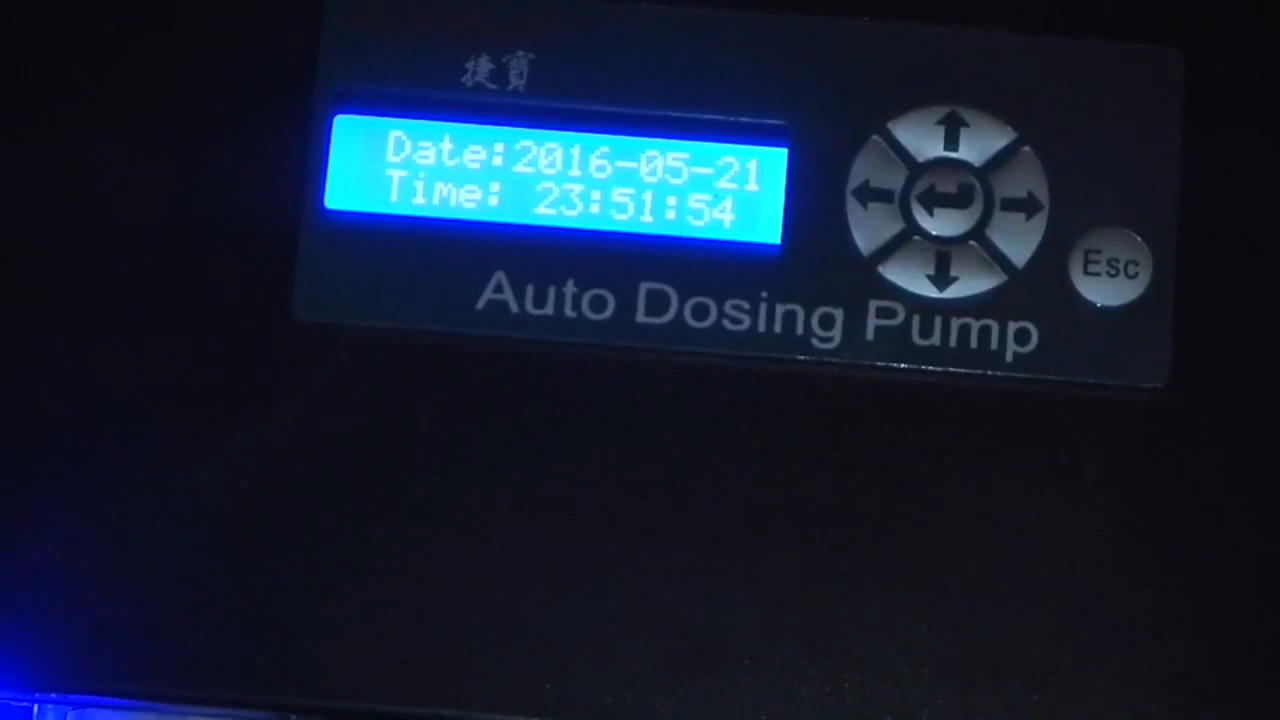 捷寶
Date:2016-05-21
Time: 23:51:54
Esc
Auto Dosing Pump